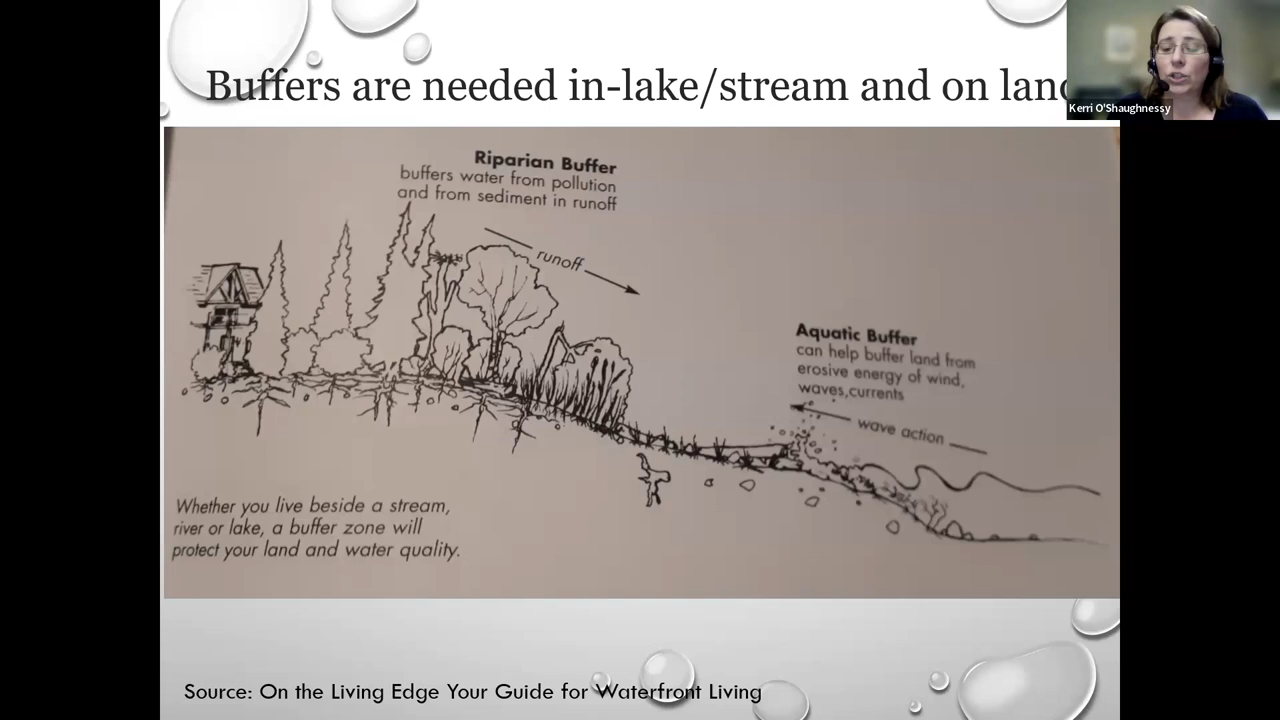 Buffers are needed in-lake/stream and on land
Kerri O'Shaughnessy
Riparian Buffer
buffers water from pollution
and from sediment in runoff
runoff
Aquatic Buffer
can help buffer land from
erosive energy of wind,
waves,currents
wave action
Whether you live beside a stream,
river or lake, a buffer zone will
protect your land and water quality.
Source: On the Living Edge Your Guide for Waterfront Living